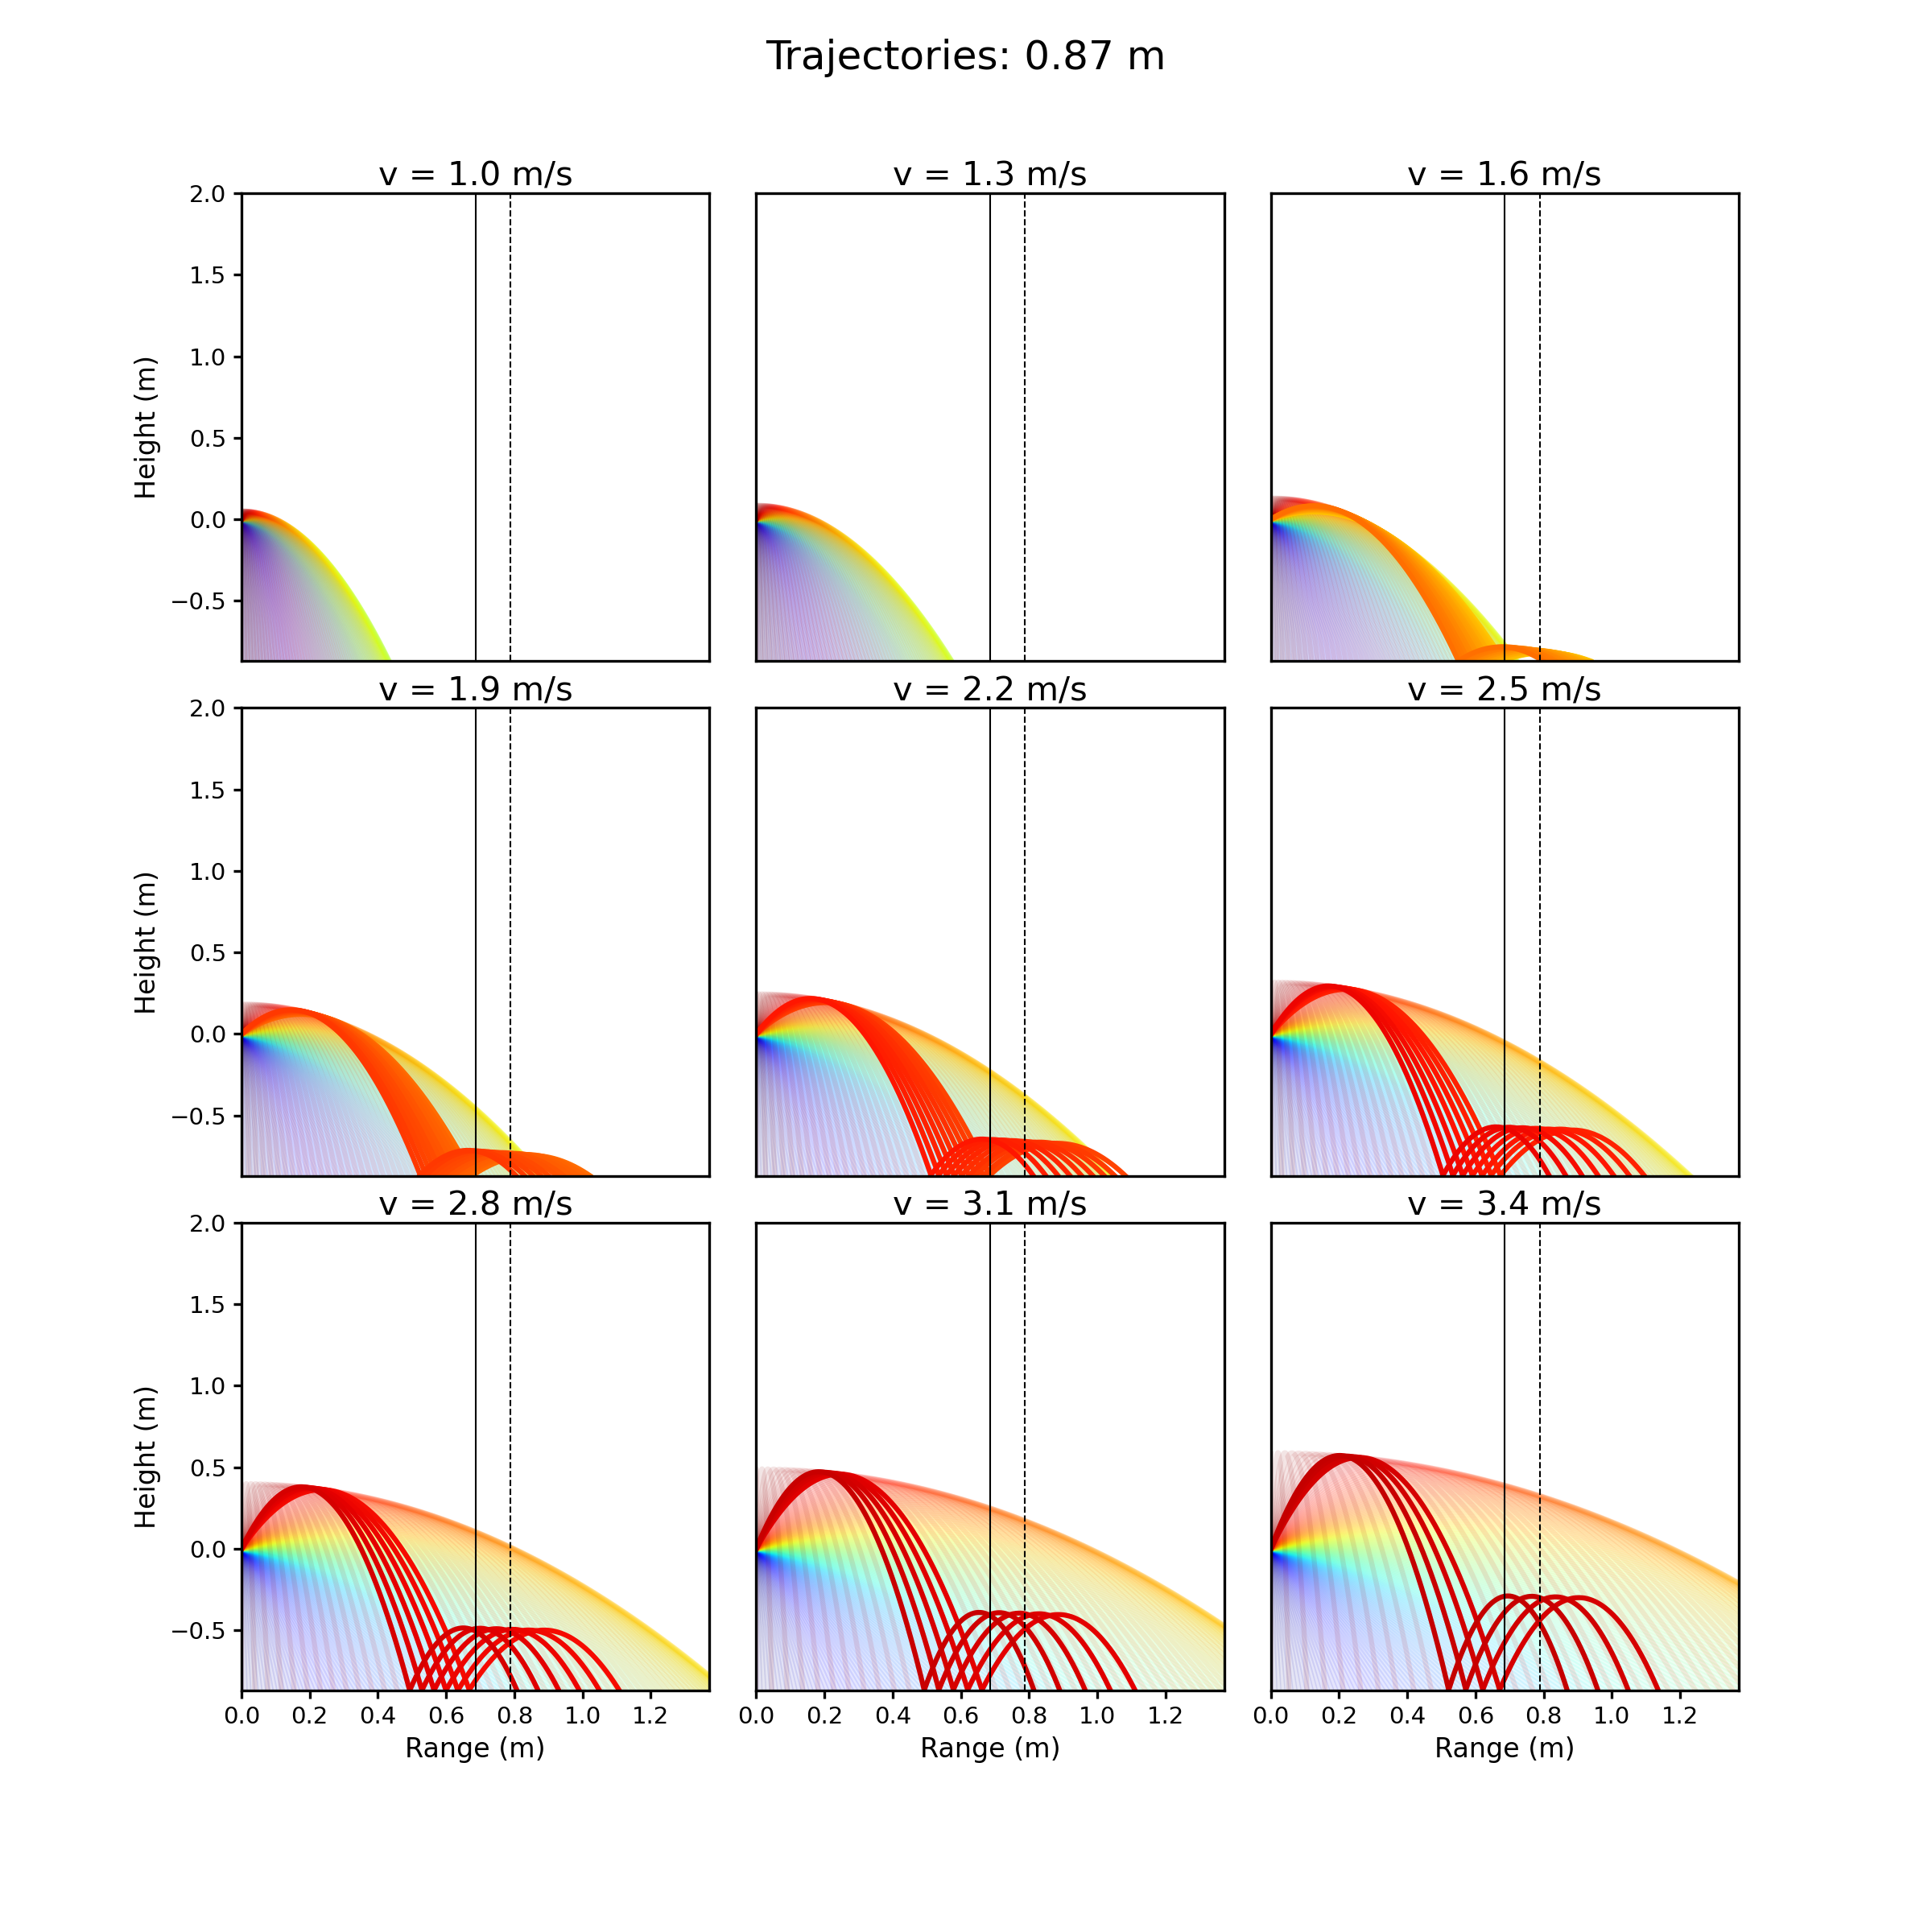 Trajectories: 0.87 m
v = 1.0 m/s
v = 1.3 m/s
v = 1.6 m/s
2.0
1.5
1.0
0.5
0.0
−0.5
Height (m)
v = 1.9 m/s
v = 2.2 m/s
v = 2.5 m/s
2.0
1.5
1.0
0.5
0.0
−0.5
Height (m)
v = 2.8 m/s
v = 3.1 m/s
v = 3.4 m/s
2.0
1.5
1.0
0.5
0.0
−0.5
Height (m)
0.0 0.2 0.4 0.6 0.8 1.0 1.2
0.0 0.2 0.4 0.6 0.8 1.0 1.2
0.0 0.2 0.4 0.6 0.8 1.0 1.2
Range (m)
Range (m)
Range (m)